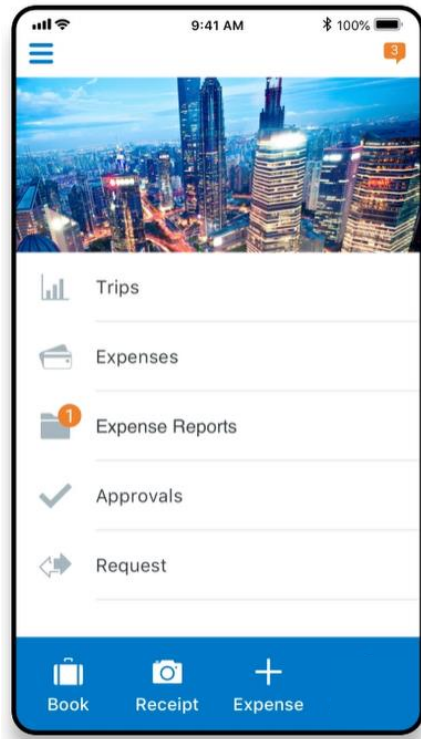 9:41 AM
100%
3
Trips
Expenses
1
Expense Reports
Approvals
Request
Book Receipt Expense